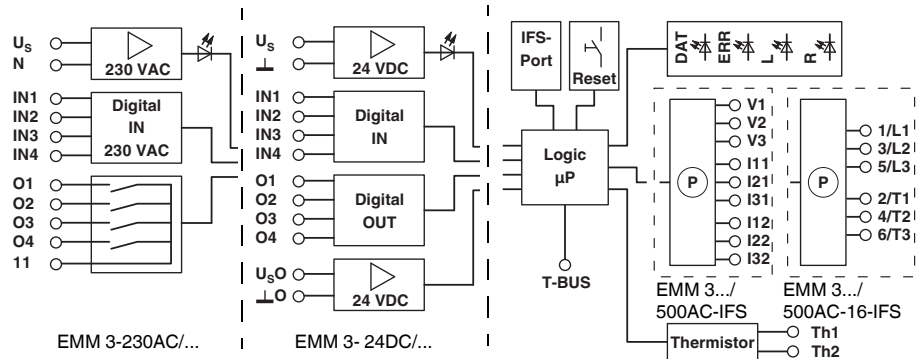 US
N
230 VAC
IN1
IN2
IN3
IN4
Digital
IN
230 VAC
O1
O2
O3
O4
11
EMM 3-230AC/...
US
⊥
24 VDC
IN1
IN2
IN3
IN4
Digital
IN
O1
O2
O3
O4
Digital
OUT
USO
⊥O
24 VDC
EMM 3- 24DC/...
IFS-
Port
Reset
DAT
ERR
L
R
Logic
µP
T-BUS
P
V1
V2
V3
I11
I21
I31
I12
I22
I32
EMM 3.../
500AC-IFS
P
1/L1
3/L2
5/L3
2/T1
4/T2
6/T3
EMM 3.../
500AC-16-IFS
Thermistor
Th1
Th2